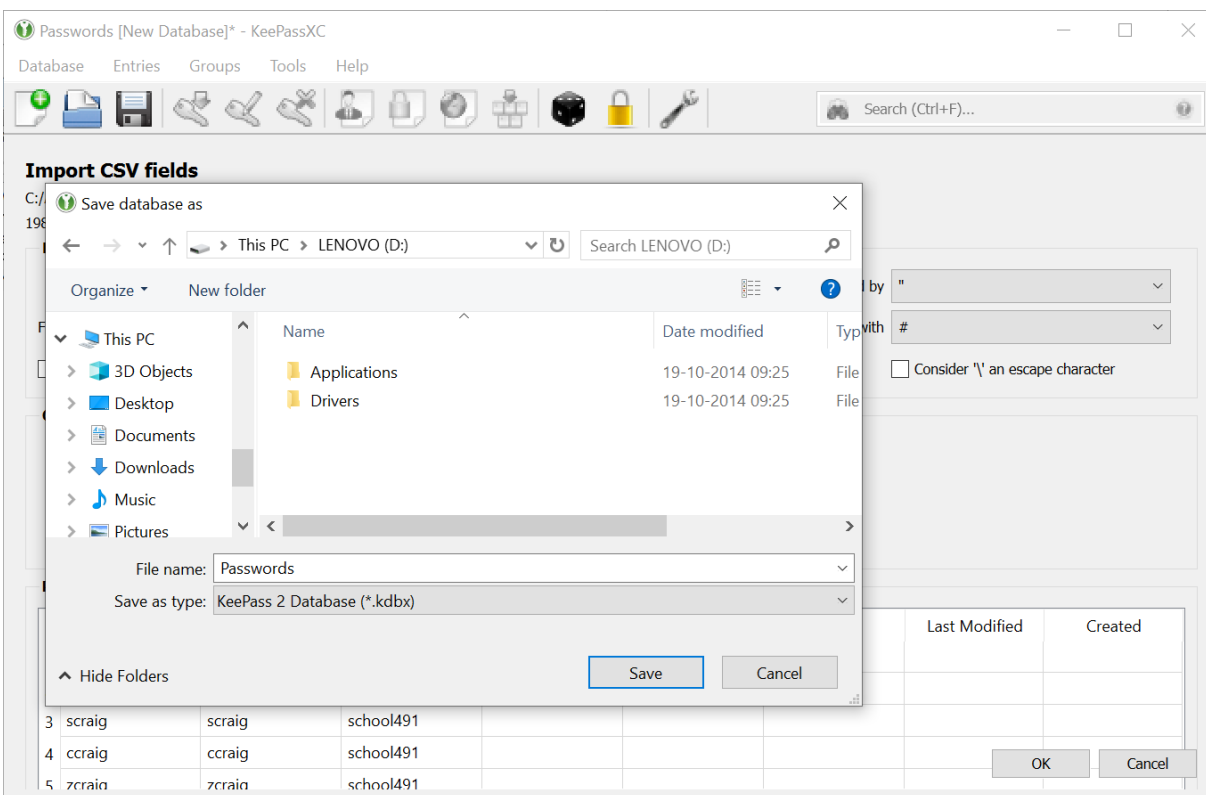 Passwords [New Database]* - KeePassXC
Database Entries Groups Tools Help
Search (Ctrl+F)...
Import CSV fields
C:/
198
Save database as
This PC > LENOVO (D:)
Search LENOVO (D:)
Organize New folder
by "
This PC
Name Date modified Typ
with #
3D Objects
Applications 19-10-2014 09:25 File
Consider '\' an escape character
Desktop
Drivers 19-10-2014 09:25 File
Documents
Downloads
Music
Pictures
File name: Passwords
Save as type: KeePass 2 Database (*.kdbx)
Last Modified Created
Hide Folders
Save Cancel
3 scraig scraig school491
4 ccraig ccraig school491
OK Cancel
5 zcraig zcraig school491